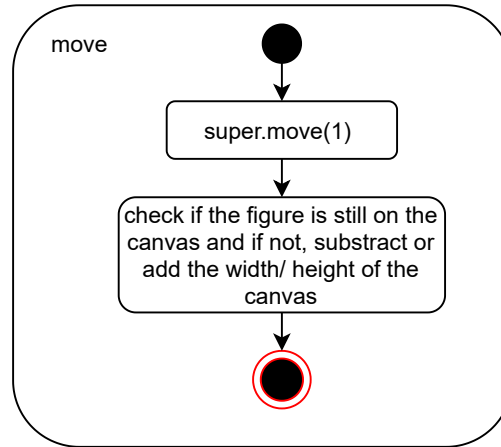 move
super.move(1)
check if the figure is still on the
canvas and if not, substract or
add the width/ height of the
canvas